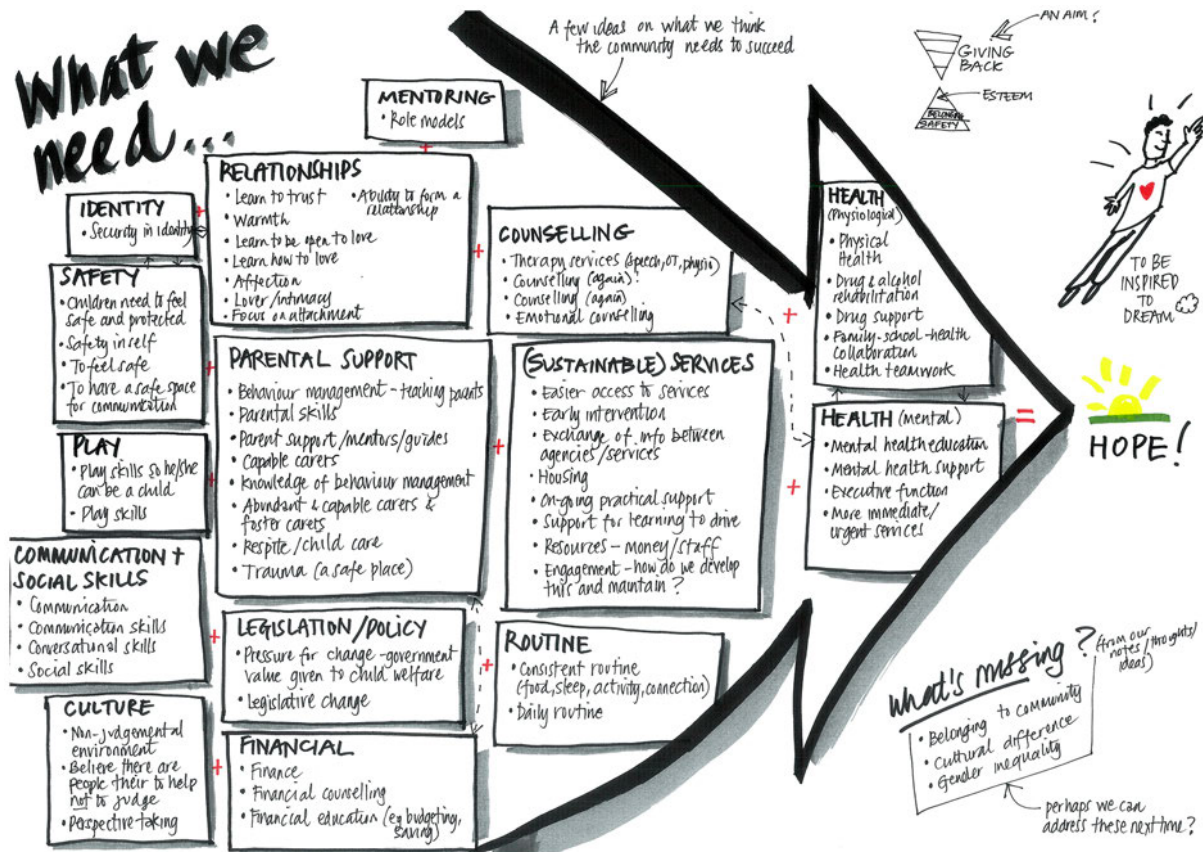 What we
need...
A few ideas on what we think
the community needs to succeed
AN AIM?
GIVING
BACK
ESTEEM
BELONGING
SAFETY
MENTORING
• Role models
RELATIONSHIPS
• Learn to trust
• Ability to form a
relationship
• Warmth
• Learn to be open to love
• Learn how to love
• Affection
• Lover/intimacy
• Focus on attachment
IDENTITY
• Security in identity
SAFETY
• Children need to feel
safe and protected
• Safety in self
• To feel safe
• To have a safe space
for communication
COUNSELLING
• Therapy services (speech, OT, physio)
• Counselling (again)!
• Counselling (again)
• Emotional counselling
HEALTH
(Physiological)
• Physical
Health
• Drug & alcohol
rehabilitation
• Drug support
• Family-school-health
collaboration
• Health teamwork
TO BE
INSPIRED
TO
DREAM
PARENTAL SUPPORT
• Behaviour management - teaching parents
• Parental skills
• Parent support/mentors/guides
• Capable carers
• Knowledge of behaviour management
• Abundant & capable carers &
foster carers
• Respite/child care
• Trauma (a safe place)
(SUSTAINABLE) SERVICES
• Easier access to services
• Early intervention
• Exchange of info between
agencies/services
• Housing
• On-going practical support
• Support for learning to drive
• Resources - money/staff
• Engagement - how do we develop
this and maintain?
HEALTH (mental)
• Mental health education
• Mental health support
• Executive function
• More immediate/
urgent services
=
HOPE!
PLAY
• Play skills so he/she
can be a child
• Play skills
COMMUNICATION +
SOCIAL SKILLS
• Communication
• Communication skills
• Conversational skills
• Social skills
LEGISLATION/POLICY
• Pressure for change - government
value given to child welfare
• Legislative change
ROUTINE
• Consistent routine
(food, sleep, activity, connection)
• Daily routine
CULTURE
• Non-judgemental
environment
• Believe there are
people their to help
not to judge
• Perspective taking
FINANCIAL
• Finance
• Financial counselling
• Financial education (eg budgeting,
saving)
What's missing?
(from our
notes/thoughts/
ideas)
• Belonging to community
• Cultural difference
• Gender inequality
perhaps we can
address these next time?